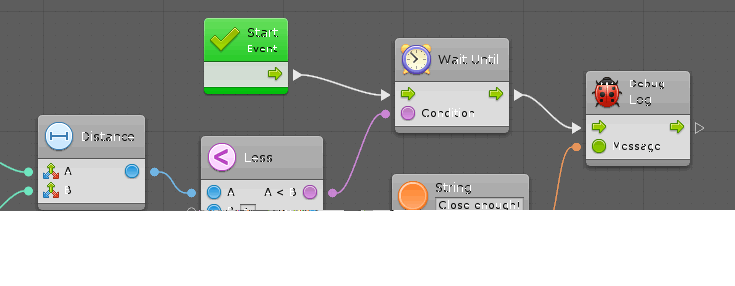 Start
Event
Wait Until
Debug
Log
Condition
Distance
Less
Message
A
B
A
A < B
String
Close enough!